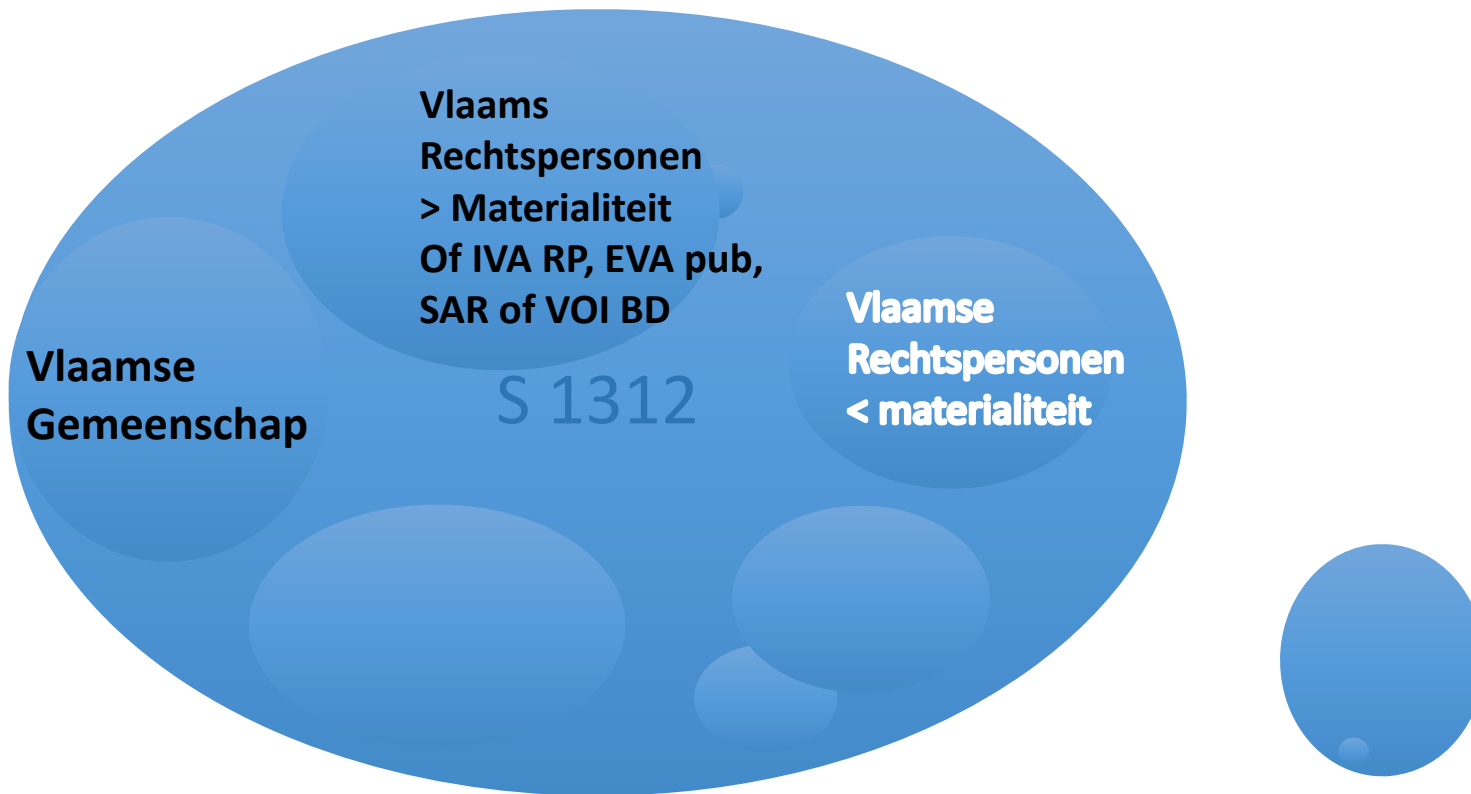 Vlaams
Rechtspersonen
> Materialiteit
Of IVA RP, EVA pub,
SAR of VOI BD
Vlaamse
Rechtspersonen
< materialiteit
Vlaamse
Gemeenschap
S 1312